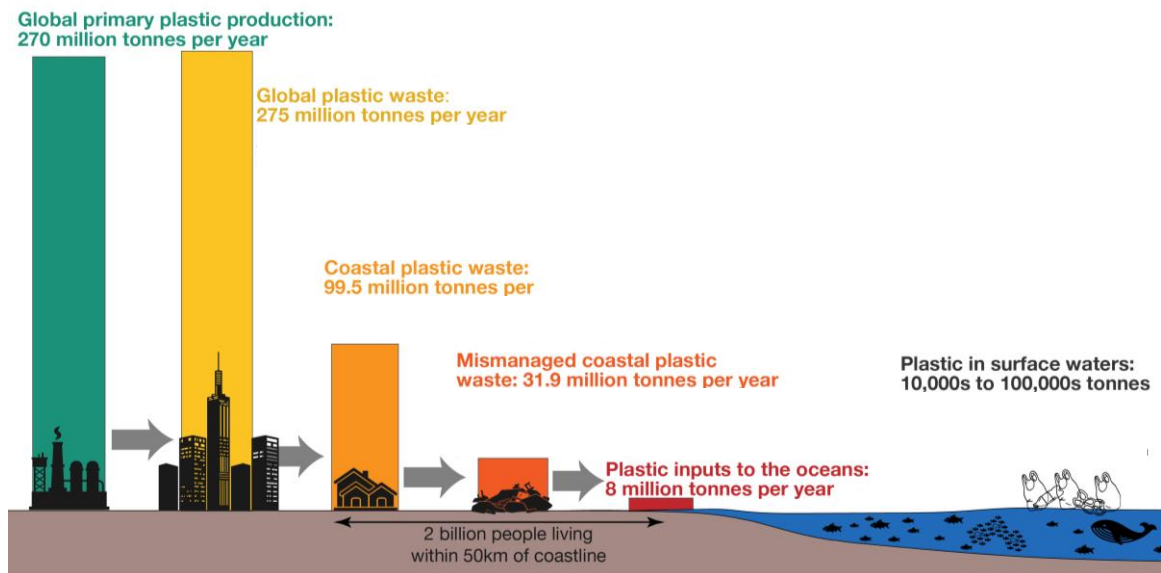 Global primary plastic production:
270 million tonnes per year
Global plastic waste:
275 million tonnes per year
Coastal plastic waste:
99.5 million tonnes per
Mismanaged coastal plastic
waste: 31.9 million tonnes per year
Plastic inputs to the oceans:
8 million tonnes per year
Plastic in surface waters:
10,000s to 100,000s tonnes
2 billion people living
within 50km of coastline